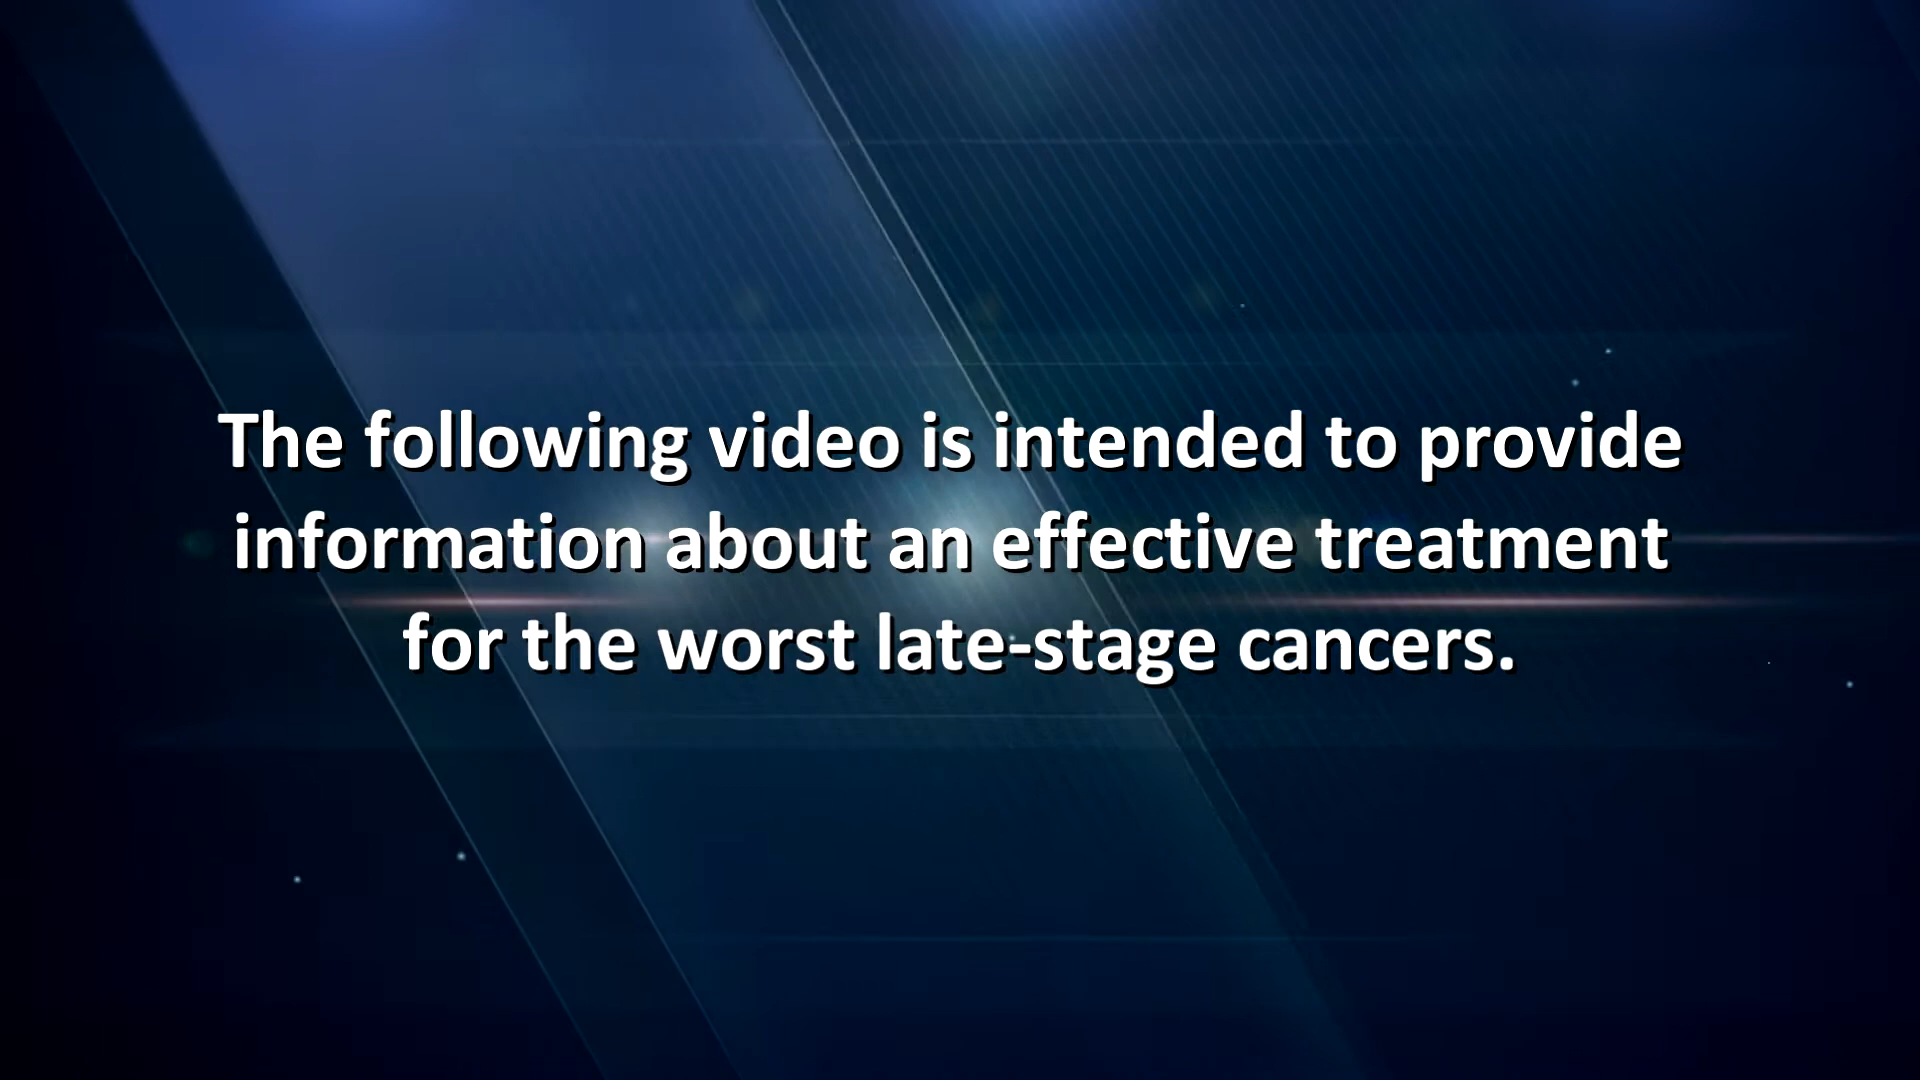 The following video is intended to provide
information about an effective treatment
for the worst late-stage cancers.